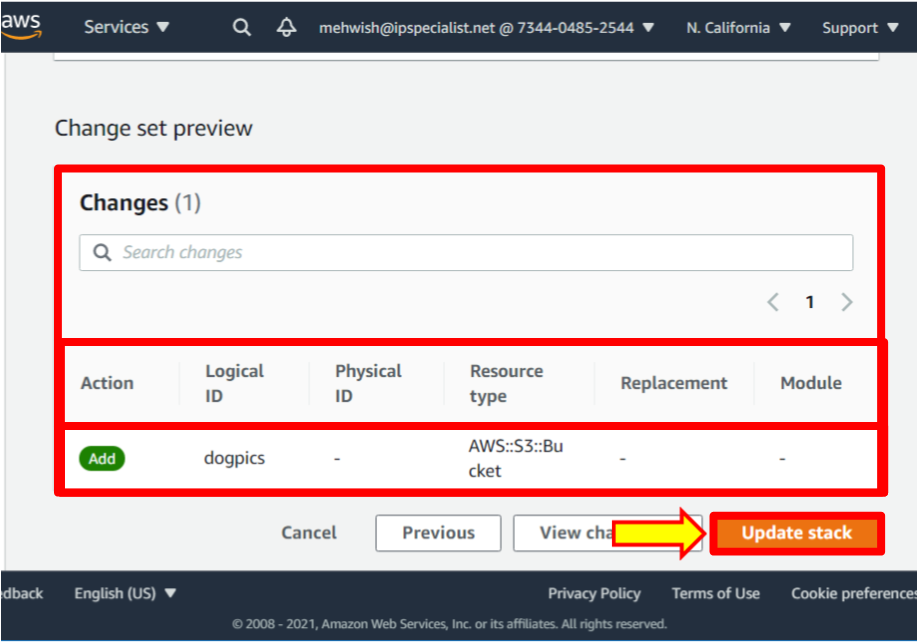 aws Services ▼ mehwish@ipspecialist.net @ 7344-0485-2544 ▼ N. California ▼ Support ▼
Change set preview
Changes (1)
Search changes
< 1 >
Action Logical ID Physical ID Resource type Replacement Module
Add dogpics - AWS::S3::Bu - -
cket
Cancel Previous View cha Update stack
edback English (US) ▼ Privacy Policy Terms of Use Cookie preferences
© 2008 - 2021, Amazon Web Services, Inc. or its affiliates. All rights reserved.